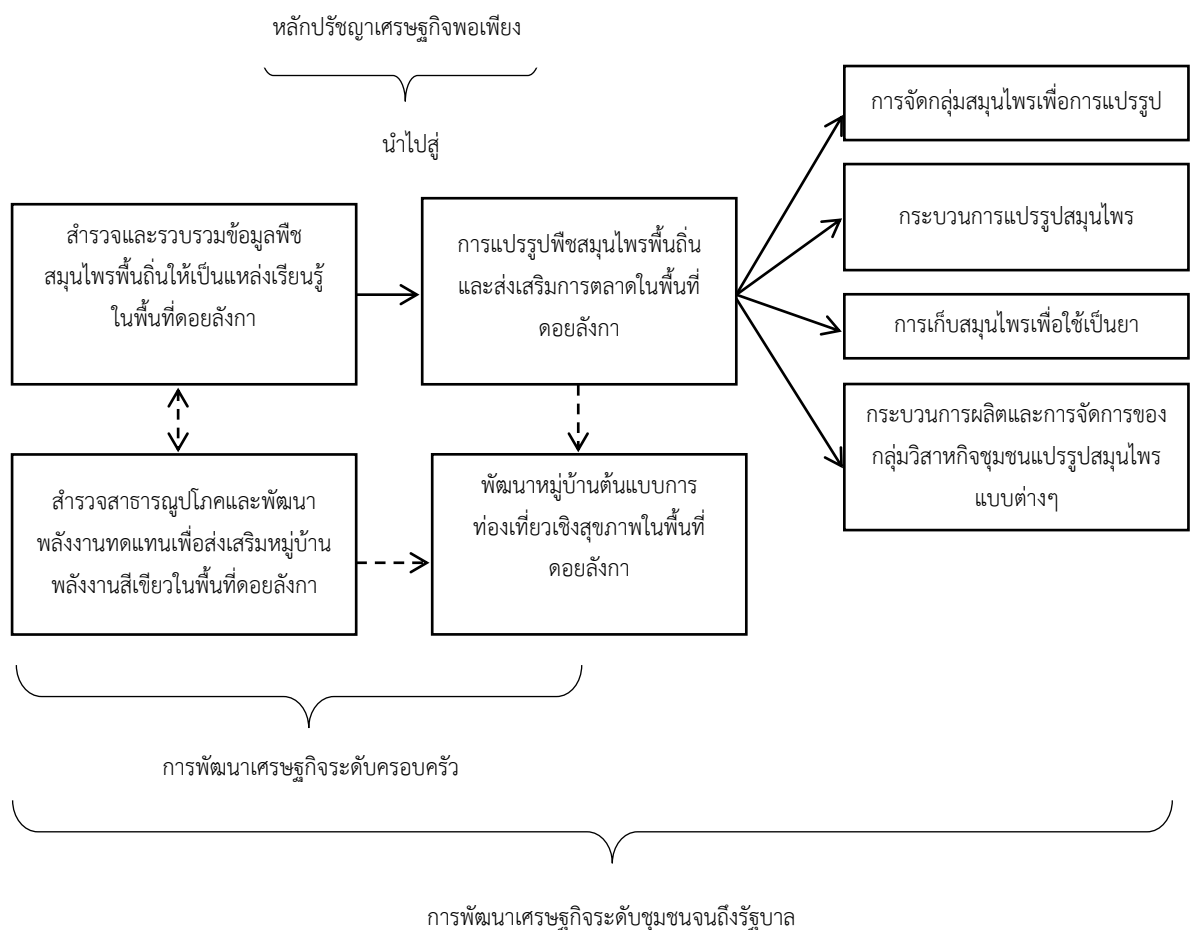 หลักปรัชญาเศรษฐกิจพอเพียง
นำไปสู่
สำรวจและรวบรวมข้อมูลพืช
สมุนไพรพื้นถิ่นให้เป็นแหล่งเรียนรู้
ในพื้นที่ดอยลังกา
การแปรรูปพืชสมุนไพรพื้นถิ่น
และส่งเสริมการตลาดในพื้นที่
ดอยลังกา
การจัดกลุ่มสมุนไพรเพื่อการแปรรูป
กระบวนการแปรรูปสมุนไพร
การเก็บสมุนไพรเพื่อใช้เป็นยา
กระบวนการผลิตและการจัดการของ
กลุ่มวิสาหกิจชุมชนแปรรูปสมุนไพร
แบบต่างๆ
สำรวจสาธารณูปโภคและพัฒนา
พลังงานทดแทนเพื่อส่งเสริมหมู่บ้าน
พลังงานสีเขียวในพื้นที่ดอยลังกา
พัฒนาหมู่บ้านต้นแบบการ
ท่องเที่ยวเชิงสุขภาพในพื้นที่
ดอยลังกา
การพัฒนาเศรษฐกิจระดับครอบครัว
การพัฒนาเศรษฐกิจระดับชุมชนจนถึงรัฐบาล